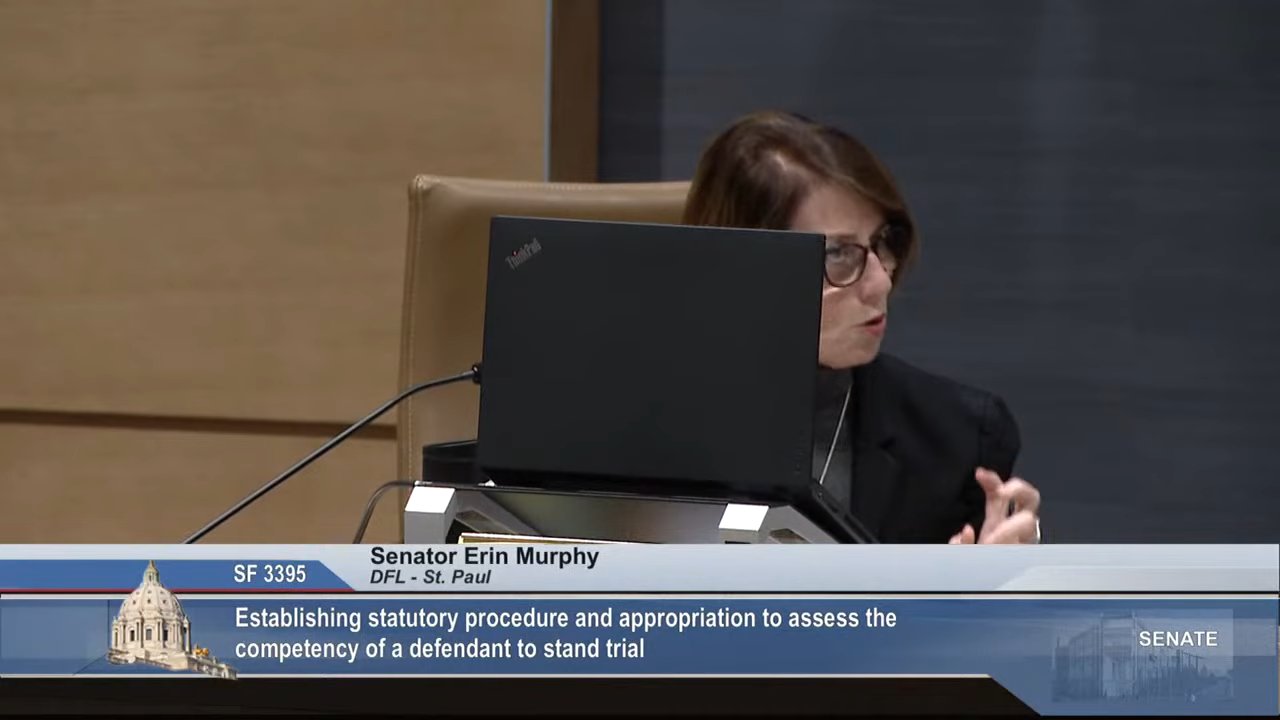 ThinkPad
Senator Erin Murphy
SF 3395
DFL - St. Paul
Establishing statutory procedure and appropriation to assess the
competency of a defendant to stand trial
SENATE